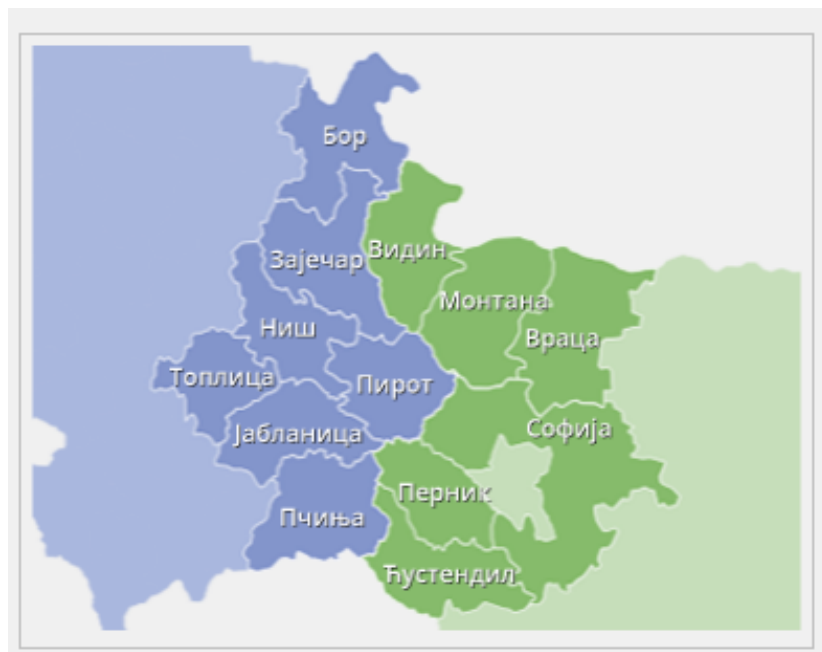 Бор
Зајечар
Видин
Монтана
Ниш
Враца
Топлица
Пирот
Јабланица
Софија
Перник
Пчиња
Ћустендил